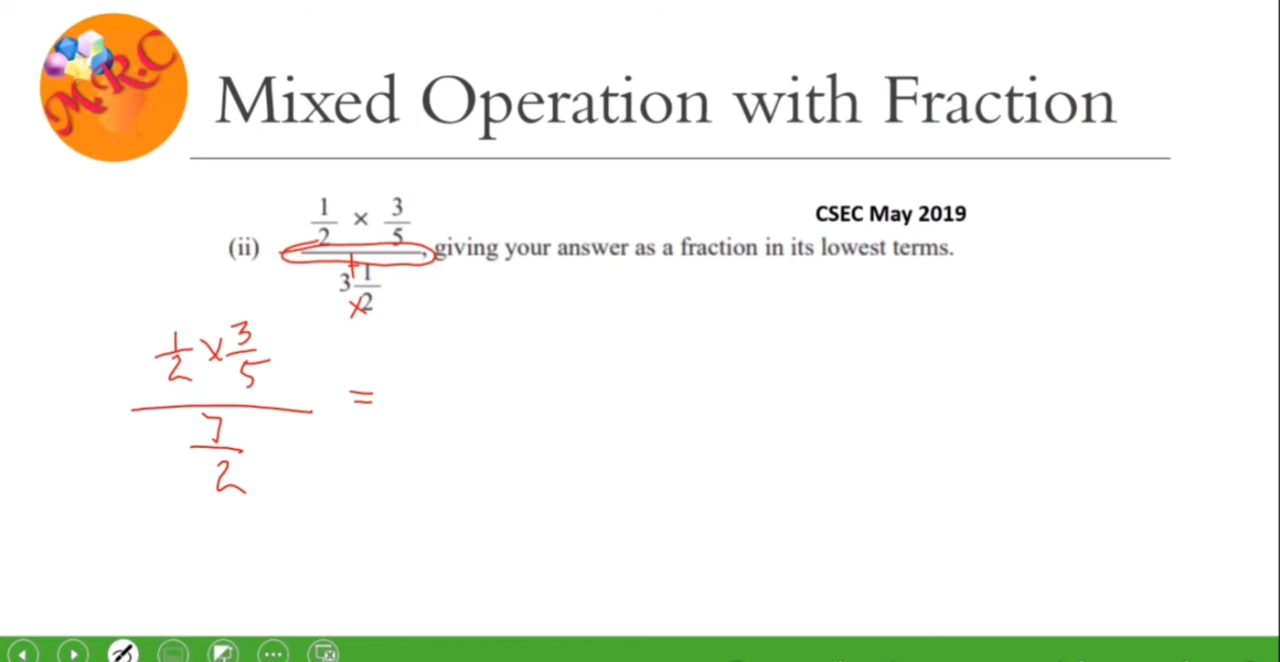 M.R.C
Mixed Operation with Fraction
CSEC May 2019
1/2 × 3/5
(ii) , giving your answer as a fraction in its lowest terms.
3 1/2
+
×
1/2 × 3/5
=
7/2